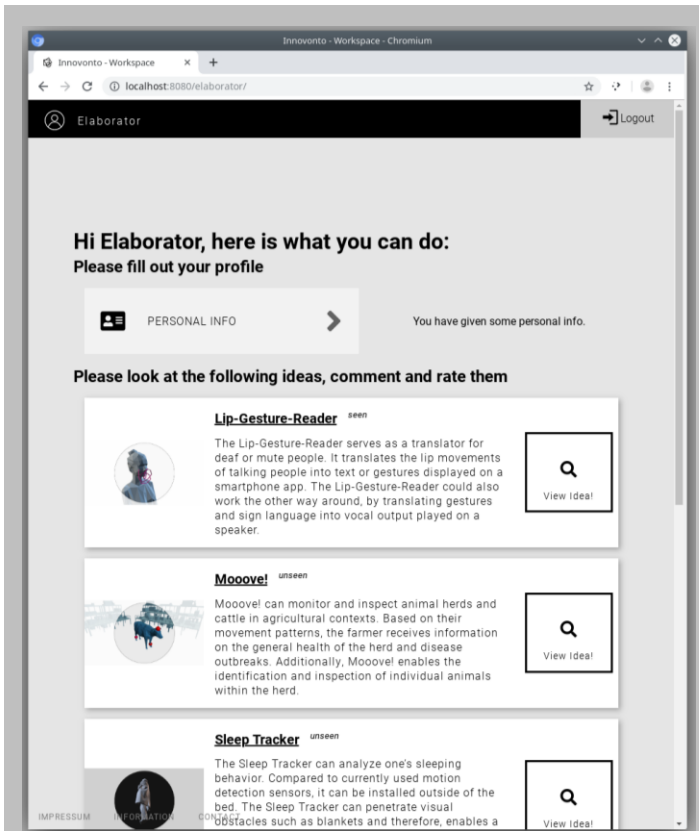 Innovonto - Workspace - Chromium
Innovonto - Workspace
localhost:8080/elaborator/
Elaborator
Logout
Hi Elaborator, here is what you can do:
Please fill out your profile
PERSONAL INFO
You have given some personal info.
Please look at the following ideas, comment and rate them
Lip-Gesture-Reader seen
The Lip-Gesture-Reader serves as a translator for
deaf or mute people. It translates the lip movements
of talking people into text or gestures displayed on a
smartphone app. The Lip-Gesture-Reader could also
work the other way around, by translating gestures
and sign language into vocal output played on a
speaker.
View Idea!
Mooove! unseen
Mooove! can monitor and inspect animal herds and
cattle in agricultural contexts. Based on their
movement patterns, the farmer receives information
on the general health of the herd and disease
outbreaks. Additionally, Mooove! enables the
identification and inspection of individual animals
within the herd.
View Idea!
Sleep Tracker unseen
The Sleep Tracker can analyze one's sleeping
behavior. Compared to currently used motion
detection sensors, it can be installed outside of the
bed. The Sleep Tracker can penetrate visual
obstacles such as blankets and therefore, enables a
View Idea!
IMPRESSUM INFORMATION CONTACT